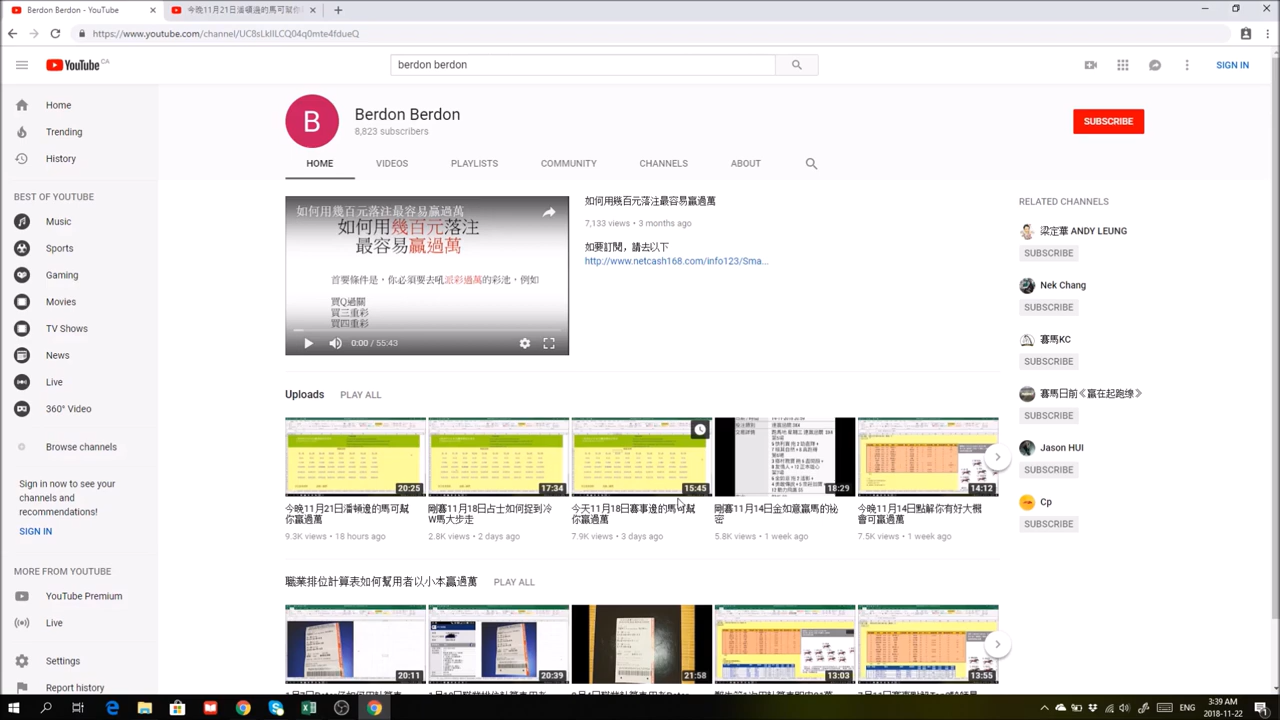 Berdon Berdon - YouTube
今晚11月21日潘頓邊的馬可幫你
https://www.youtube.com/channel/UC8sLkIlLCQ04q0mte4fdueQ
YouTube CA
berdon berdon
SIGN IN
Home
Trending
History
BEST OF YOUTUBE
Music
Sports
Gaming
Movies
TV Shows
News
Live
360° Video
Browse channels
Sign in now to see your
channels and
recommendations!
SIGN IN
MORE FROM YOUTUBE
YouTube Premium
Live
Settings
Report history
B
Berdon Berdon
8,823 subscribers
SUBSCRIBE
HOME
VIDEOS
PLAYLISTS
COMMUNITY
CHANNELS
ABOUT
如何用幾百元落注最容易贏過萬
如何用幾百元落注
最容易贏過萬
首要條件是，你必須要去吼派彩過萬的彩池，例如
買Q過關
買三重彩
買四重彩
0:00 / 55:43
如何用幾百元落注最容易贏過萬
7,133 views • 3 months ago
如要訂閱，請去以下
http://www.netcash168.com/info123/Sma...
RELATED CHANNELS
梁定華 ANDY LEUNG
SUBSCRIBE
Nek Chang
SUBSCRIBE
賽馬KC
SUBSCRIBE
賽馬日前《贏在起跑線》
SUBSCRIBE
Jason HUI
SUBSCRIBE
Cp
SUBSCRIBE
Uploads
PLAY ALL
20:25
今晚11月21日潘頓邊的馬可幫
你贏過萬
9.3K views • 18 hours ago
17:34
剛賽11月18日占士如何捉到冷
W馬大步走
2.8K views • 2 days ago
15:45
今天11月18日賽事邊的馬可幫
你贏過萬
7.9K views • 3 days ago
18:29
剛賽11月14日金如意贏馬的祕
密
5.8K views • 1 week ago
14:12
今晚11月14日點解你有好大機
會可贏過萬
7.5K views • 1 week ago
職業排位計算表如何幫用者以小本贏過萬
PLAY ALL
20:11
20:39
21:58
13:03
13:55
ENG
3:39 AM
2018-11-22